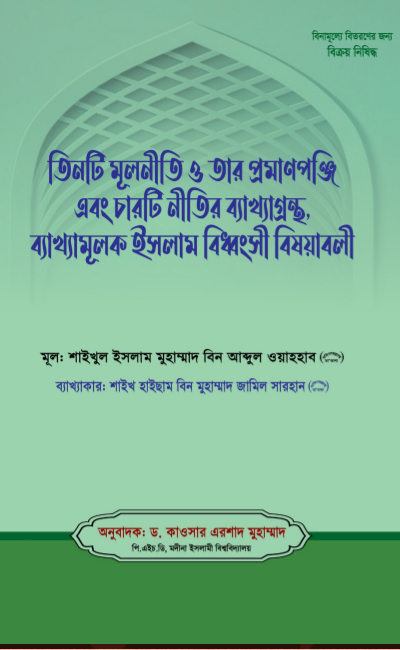 বিনামূল্যে বিতরণের জন্য
বিক্রয় নিষিদ্ধ
তিনটি মূলনীতি ও তার প্রমাণপঞ্জি
এবং চারটি নীতির ব্যাখ্যাগ্রন্থ,
ব্যাখ্যামূলক ইসলাম বিধ্বংসী বিষয়াবলী
মূল: শাইখুল ইসলাম মুহাম্মাদ বিন আব্দুল ওয়াহহাব
ব্যাখ্যাকার: শাইখ হাইছাম বিন মুহাম্মাদ জামিল সারহান
অনুবাদক: ড. কাওসার এরশাদ মুহাম্মাদ
পি.এইচ.ডি, মদীনা ইসলামী বিশ্ববিদ্যালয়